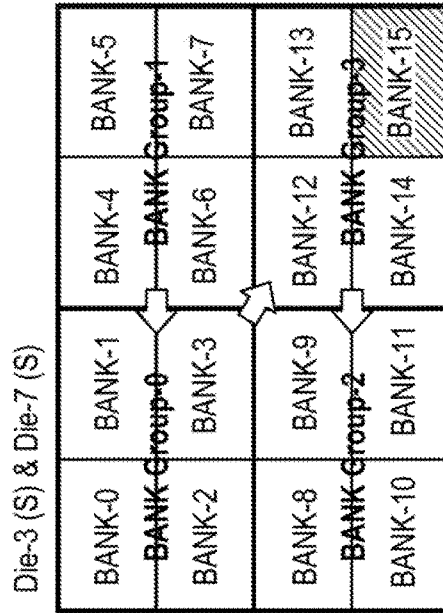 Die-3 (S) & Die-7 (S)
BANK-0 BANK-1 BANK-4 BANK-5
BANK Group-0 BANK Group-1
BANK-2 BANK-3 BANK-6 BANK-7
BANK-8 BANK-9 BANK-12 BANK-13
BANK Group-2 BANK Group-3
BANK-10 BANK-11 BANK-14 BANK-15